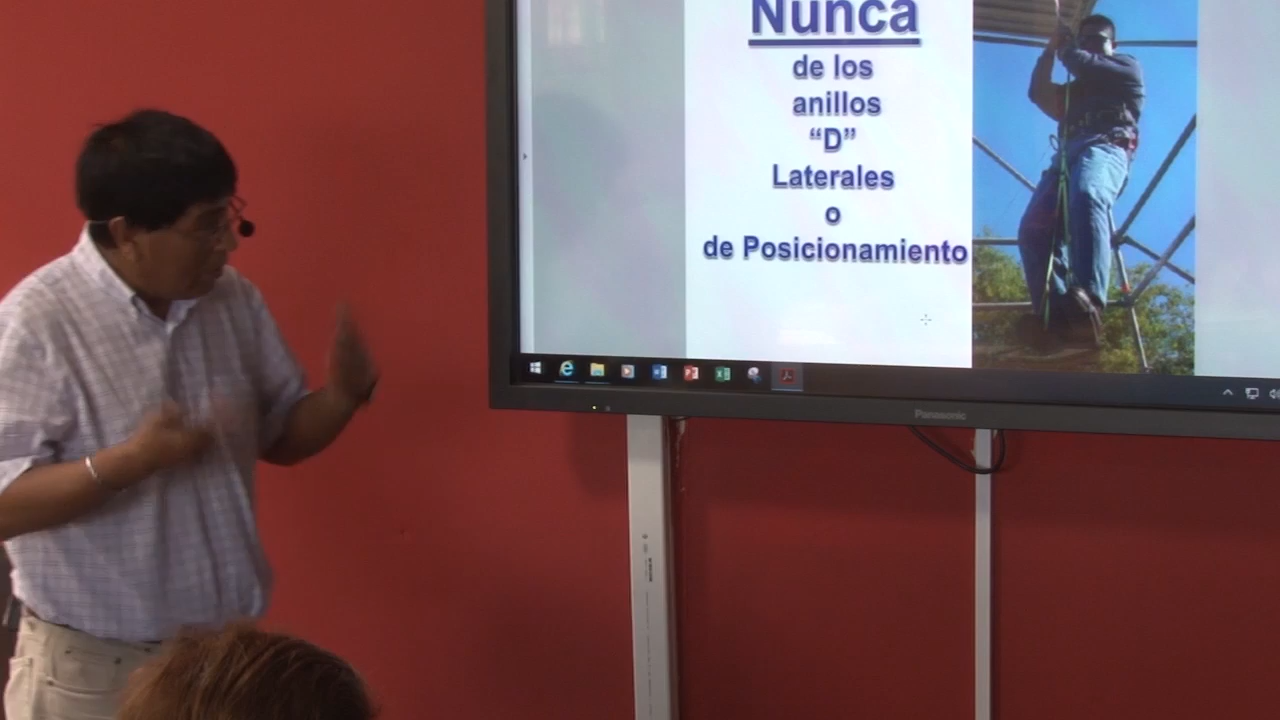 Nunca
de los
anillos
“D”
Laterales
o
de Posicionamiento
Panasonic